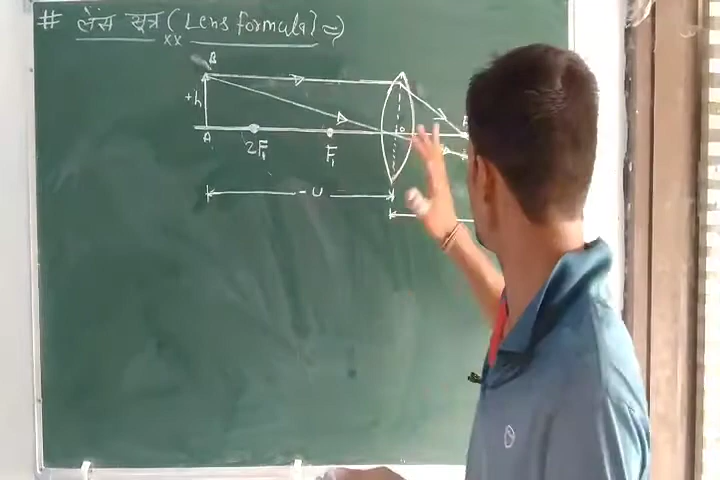 # लेंस सूत्र (Lens formula) ⇒
xx
B
+h
A
2F₁
F₁
O
F
- u